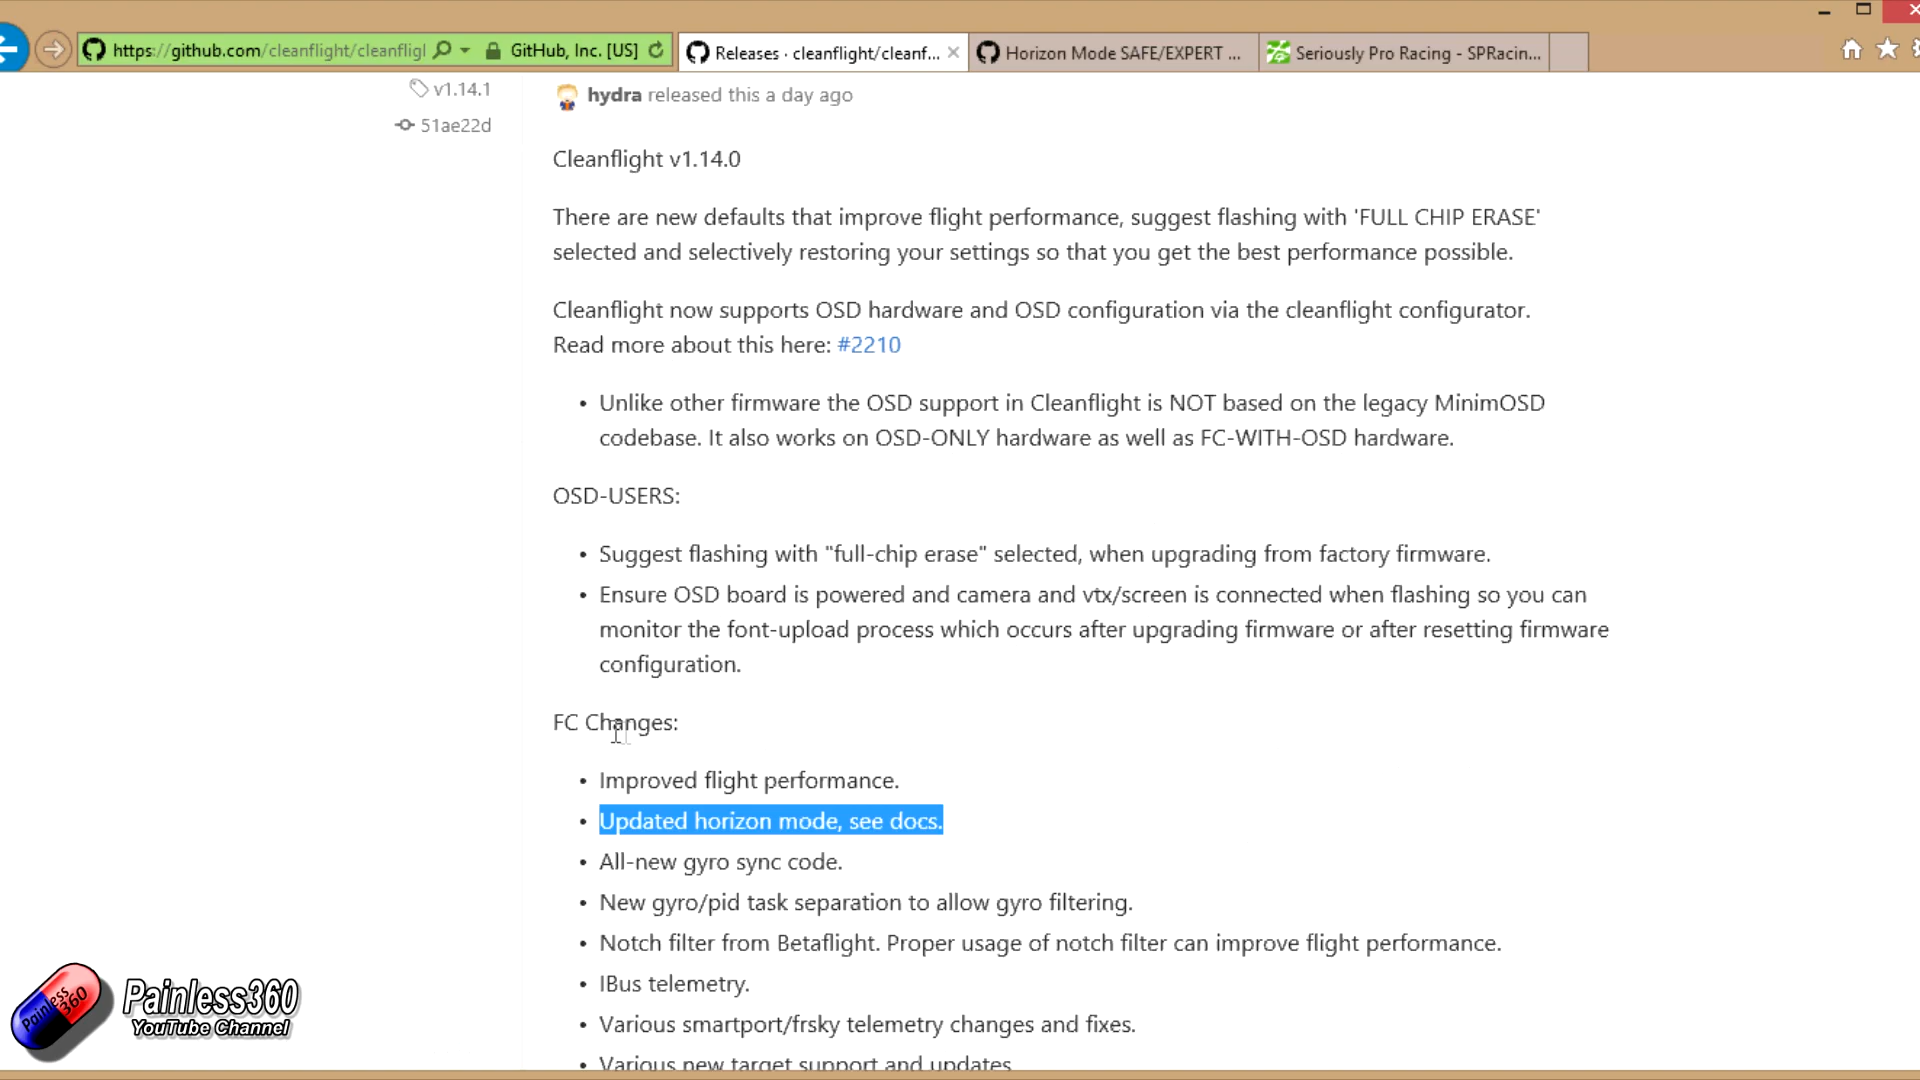 https://github.com/cleanflight/cleanfligl
GitHub, Inc. [US]
Releases · cleanflight/cleanf...
Horizon Mode SAFE/EXPERT ...
Seriously Pro Racing - SPRacin...
v1.14.1
hydra released this a day ago
51ae22d
Cleanflight v1.14.0
There are new defaults that improve flight performance, suggest flashing with 'FULL CHIP ERASE'
selected and selectively restoring your settings so that you get the best performance possible.
Cleanflight now supports OSD hardware and OSD configuration via the cleanflight configurator.
Read more about this here: #2210
• Unlike other firmware the OSD support in Cleanflight is NOT based on the legacy MinimOSD
codebase. It also works on OSD-ONLY hardware as well as FC-WITH-OSD hardware.
OSD-USERS:
• Suggest flashing with "full-chip erase" selected, when upgrading from factory firmware.
• Ensure OSD board is powered and camera and vtx/screen is connected when flashing so you can
monitor the font-upload process which occurs after upgrading firmware or after resetting firmware
configuration.
FC Changes:
• Improved flight performance.
• Updated horizon mode, see docs.
• All-new gyro sync code.
• New gyro/pid task separation to allow gyro filtering.
• Notch filter from Betaflight. Proper usage of notch filter can improve flight performance.
• IBus telemetry.
• Various smartport/frsky telemetry changes and fixes.
• Various new target support and updates
Painless 360
Painless360
YouTube Channel